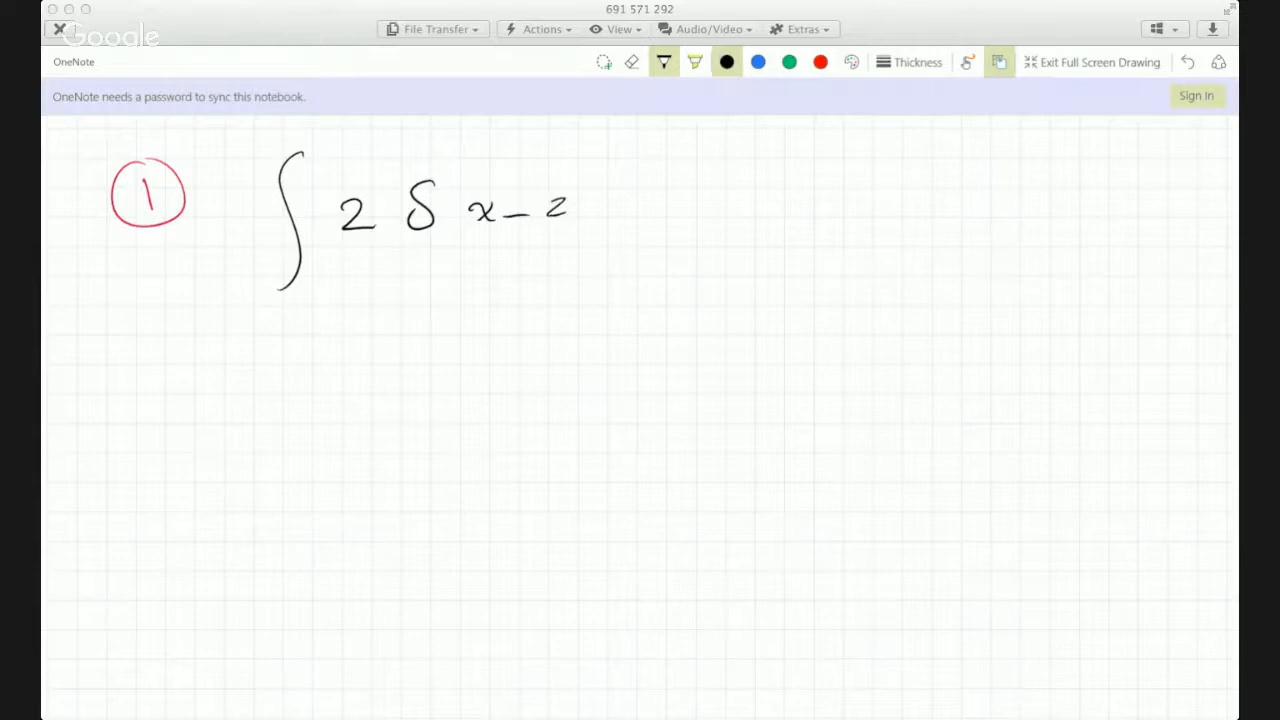 691 571 292
Google
File Transfer Actions View Audio/Video Extras
OneNote Thickness Exit Full Screen Drawing
OneNote needs a password to sync this notebook. Sign In
1 ∫ 2 δ x - 2